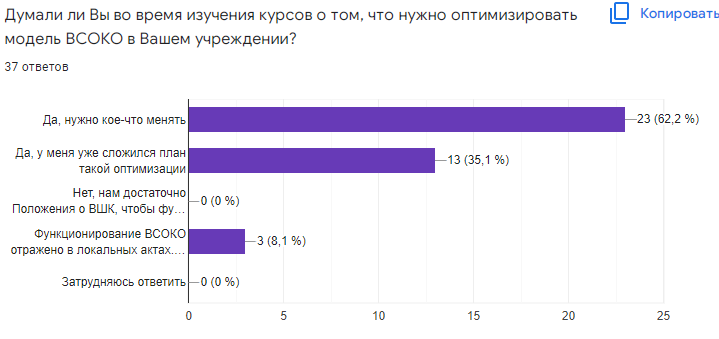 Думали ли Вы во время изучения курсов о том, что нужно оптимизировать
Копировать
модель ВСОКО в Вашем учреждении?
37 ответов
Да, нужно кое-что менять
23 (62,2 %)
Да, у меня уже сложился план
такой оптимизации
13 (35,1 %)
Нет, нам достаточно
Положения о ВШК, чтобы фу…
0 (0 %)
Функционирование ВСОКО
отражено в локальных актах.…
3 (8,1 %)
Затрудняюсь ответить
0 (0 %)
0 5 10 15 20 25